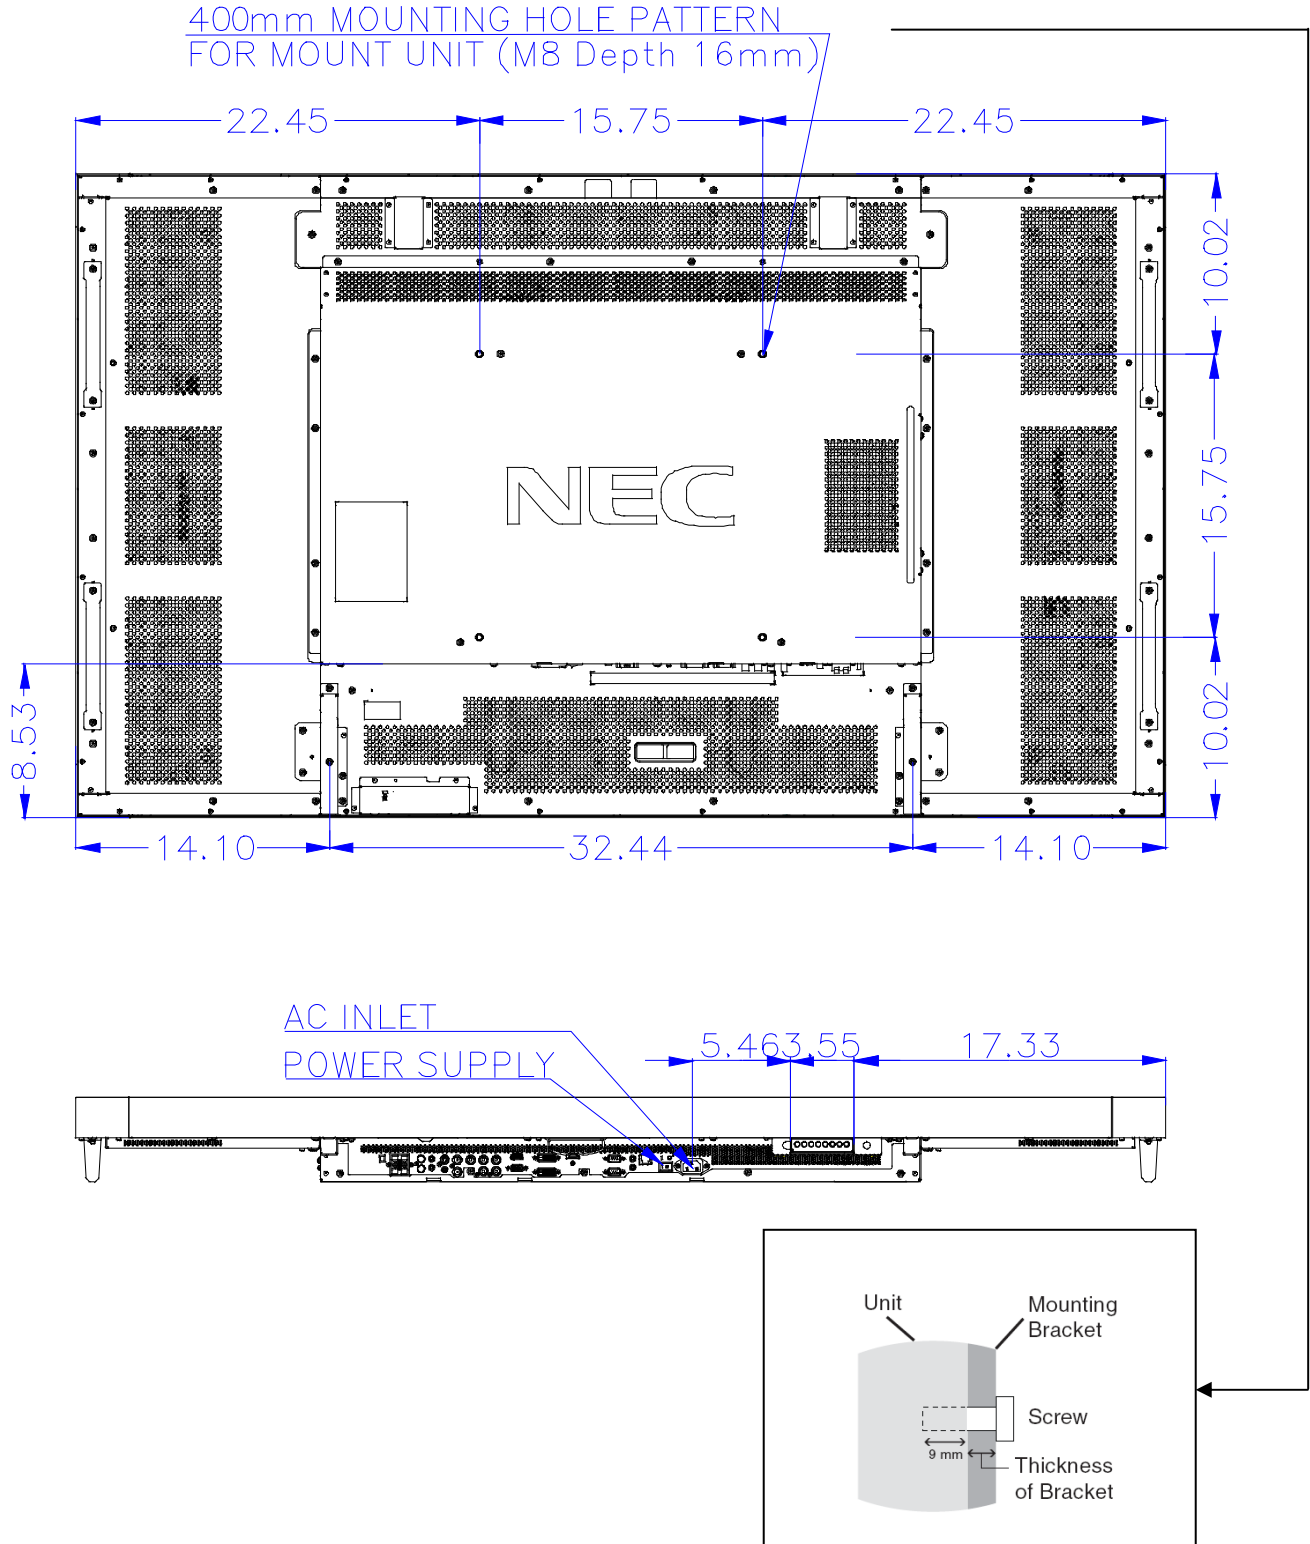 400mm MOUNTING HOLE PATTERN
FOR MOUNT UNIT (M8 Depth 16mm)
22.45 15.75 22.45
10.02
15.75
10.02
NEC
8.53
14.10 32.44 14.10
AC INLET
POWER SUPPLY
5.46 3.55 17.33
Unit
Mounting
Bracket
Screw
9 mm
Thickness
of Bracket